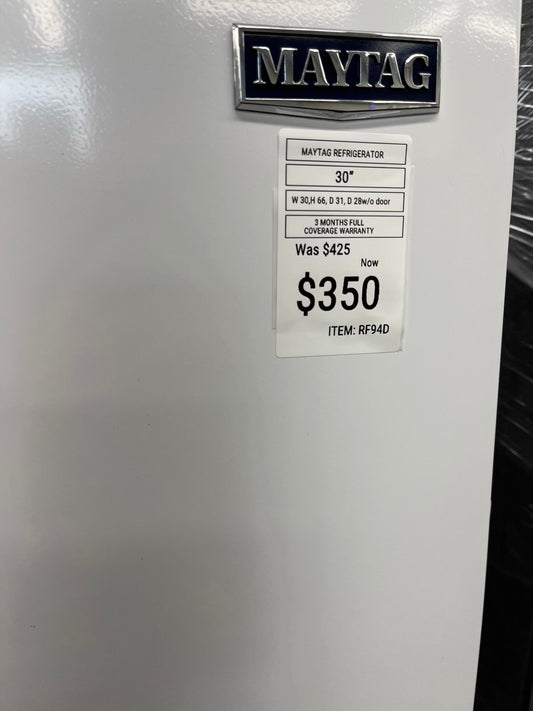 MAYTAG
MAYTAG REFRIGERATOR
30"
W 30,H 66, D 31, D 28w/o door
3 MONTHS FULL
COVERAGE WARRANTY
Was $425
Now
$350
ITEM: RF94D